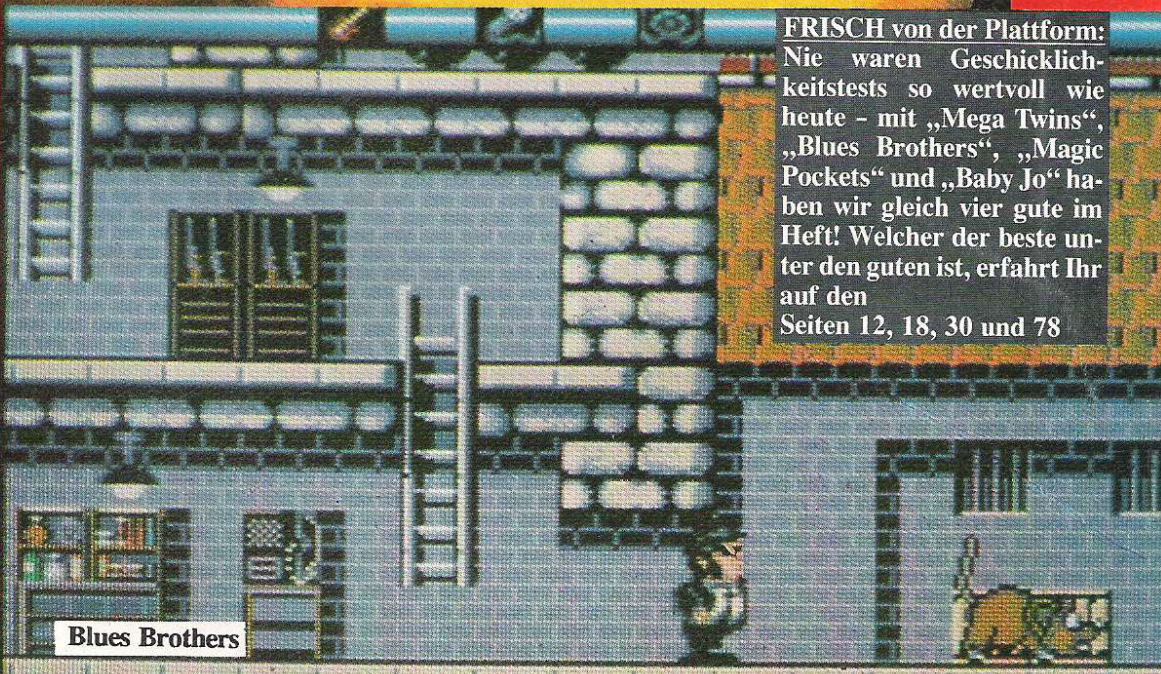 FRISCH von der Plattform:
Nie waren Geschicklich-
keitstests so wertvoll wie
heute – mit „Mega Twins“,
„Blues Brothers“, „Magic
Pockets“ und „Baby Jo“ ha-
ben wir gleich vier gute im
Heft! Welcher der beste un-
ter den guten ist, erfahrt Ihr
auf den
Seiten 12, 18, 30 und 78
Blues Brothers